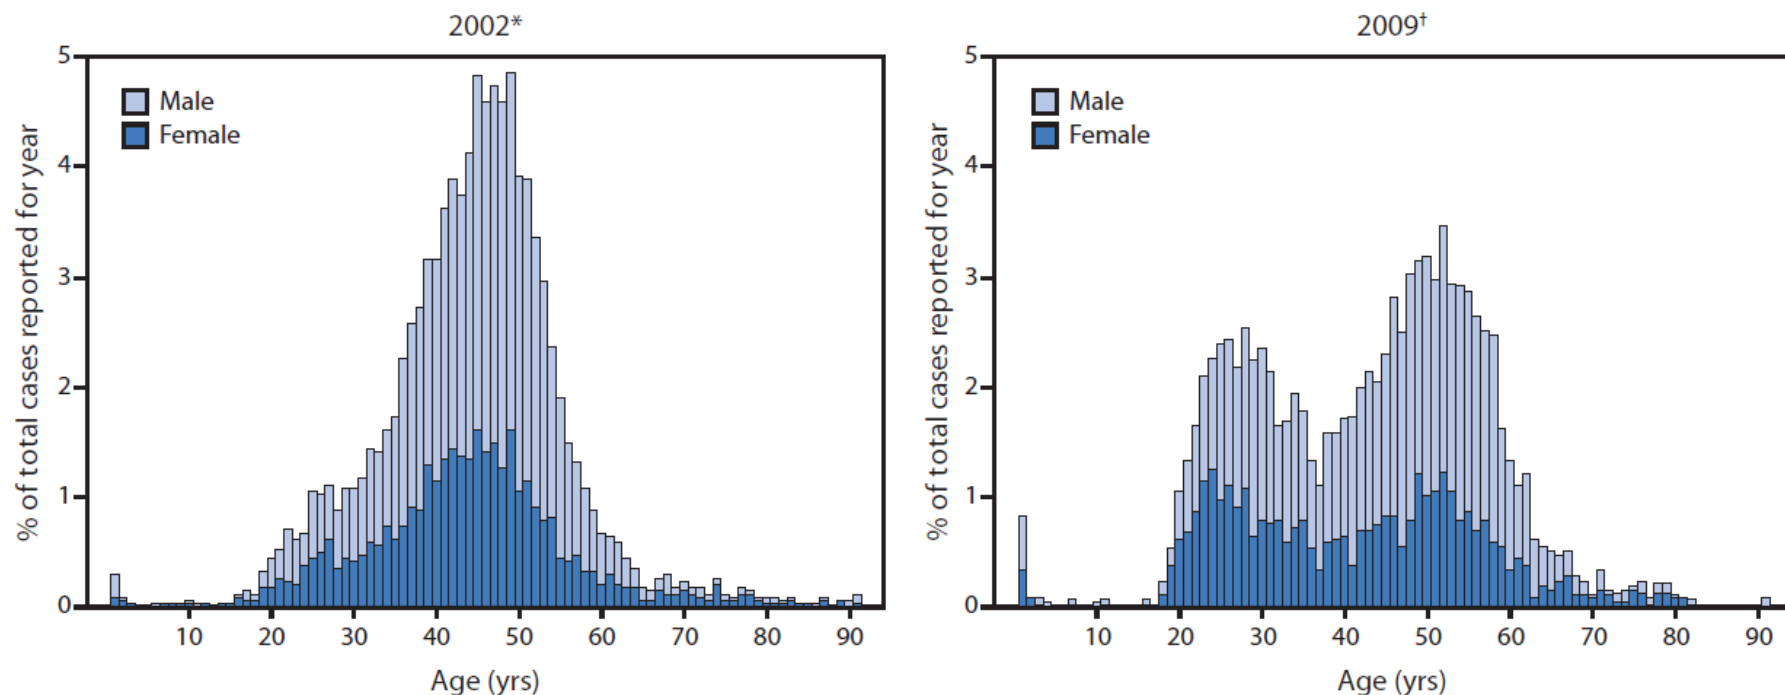 2002*
5
4
3
2
1
0
% of total cases reported for year
Male
Female
10 20 30 40 50 60 70 80 90
Age (yrs)
2009†
5
4
3
2
1
0
% of total cases reported for year
Male
Female
10 20 30 40 50 60 70 80 90
Age (yrs)